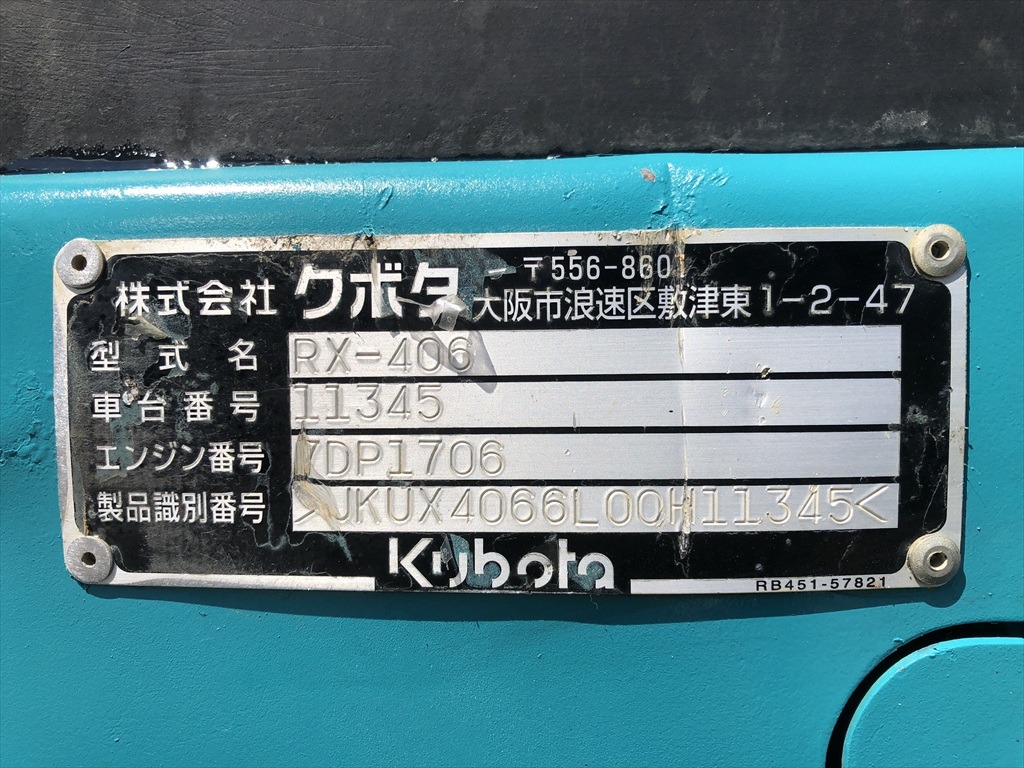 株式会社 クボタ 〒556-8601
大阪市浪速区敷津東1-2-47
型式名 RX-406
車台番号 11345
エンジン番号 7DP1706
製品識別番号 >JKUX4066L00H11345<
Kubota
RB451-57821